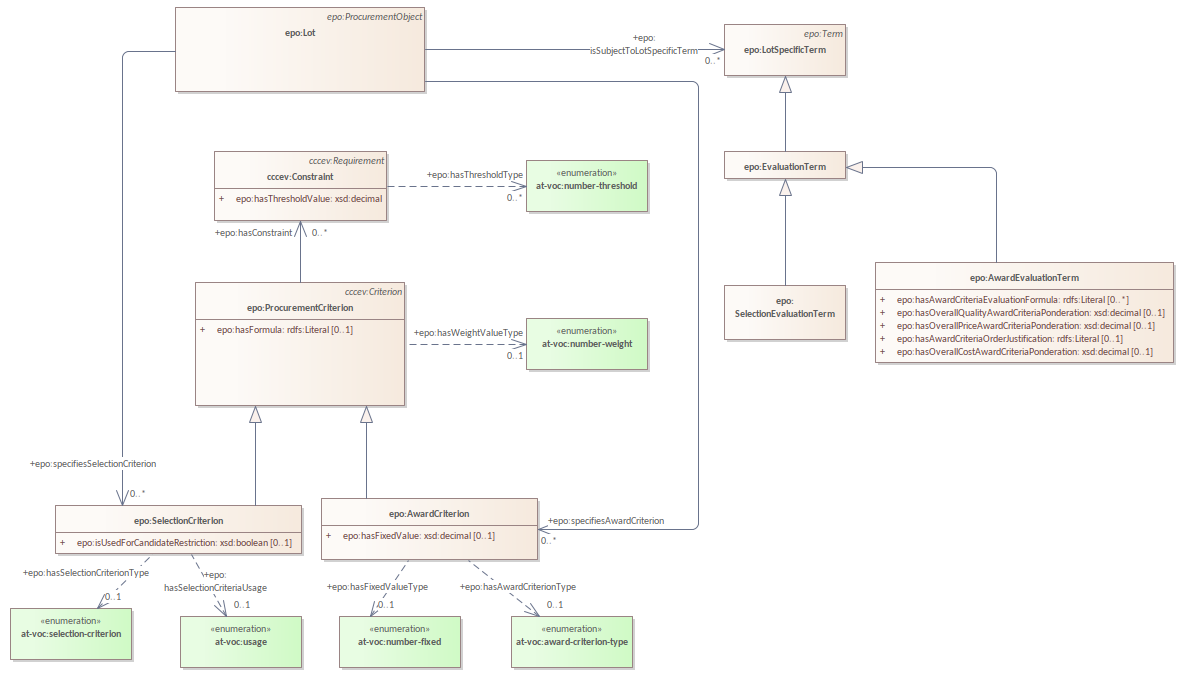 epo:ProcurementObject
epo:Lot
+epo:
isSubjectToLotSpecificTerm
0..*
epo:Term
epo:LotSpecificTerm
cccev:Requirement
cccev:Constraint
+ epo:hasThresholdValue: xsd:decimal
+epo:hasThresholdType
0..*
«enumeration»
at-voc:number-threshold
epo:EvaluationTerm
+epo:hasConstraint
0..*
cccev:Criterion
epo:ProcurementCriterion
+ epo:hasFormula: rdfs:Literal [0..1]
+epo:hasWeightValueType
0..1
«enumeration»
at-voc:number-weight
epo:
SelectionEvaluationTerm
epo:AwardEvaluationTerm
+ epo:hasAwardCriteriaEvaluationFormula: rdfs:Literal [0..*]
+ epo:hasOverallQualityAwardCriteriaPonderation: xsd:decimal [0..1]
+ epo:hasOverallPriceAwardCriteriaPonderation: xsd:decimal [0..1]
+ epo:hasAwardCriteriaOrderJustification: rdfs:Literal [0..1]
+ epo:hasOverallCostAwardCriteriaPonderation: xsd:decimal [0..1]
+epo:specifiesSelectionCriterion
0..*
epo:SelectionCriterion
+ epo:isUsedForCandidateRestriction: xsd:boolean [0..1]
epo:AwardCriterion
+ epo:hasFixedValue: xsd:decimal [0..1]
+epo:specifiesAwardCriterion
0..*
+epo:hasSelectionCriterionType
0..1
+epo:
hasSelectionCriteriaUsage
0..1
+epo:hasFixedValueType
0..1
+epo:hasAwardCriterionType
0..1
«enumeration»
at-voc:selection-criterion
«enumeration»
at-voc:usage
«enumeration»
at-voc:number-fixed
«enumeration»
at-voc:award-criterion-type